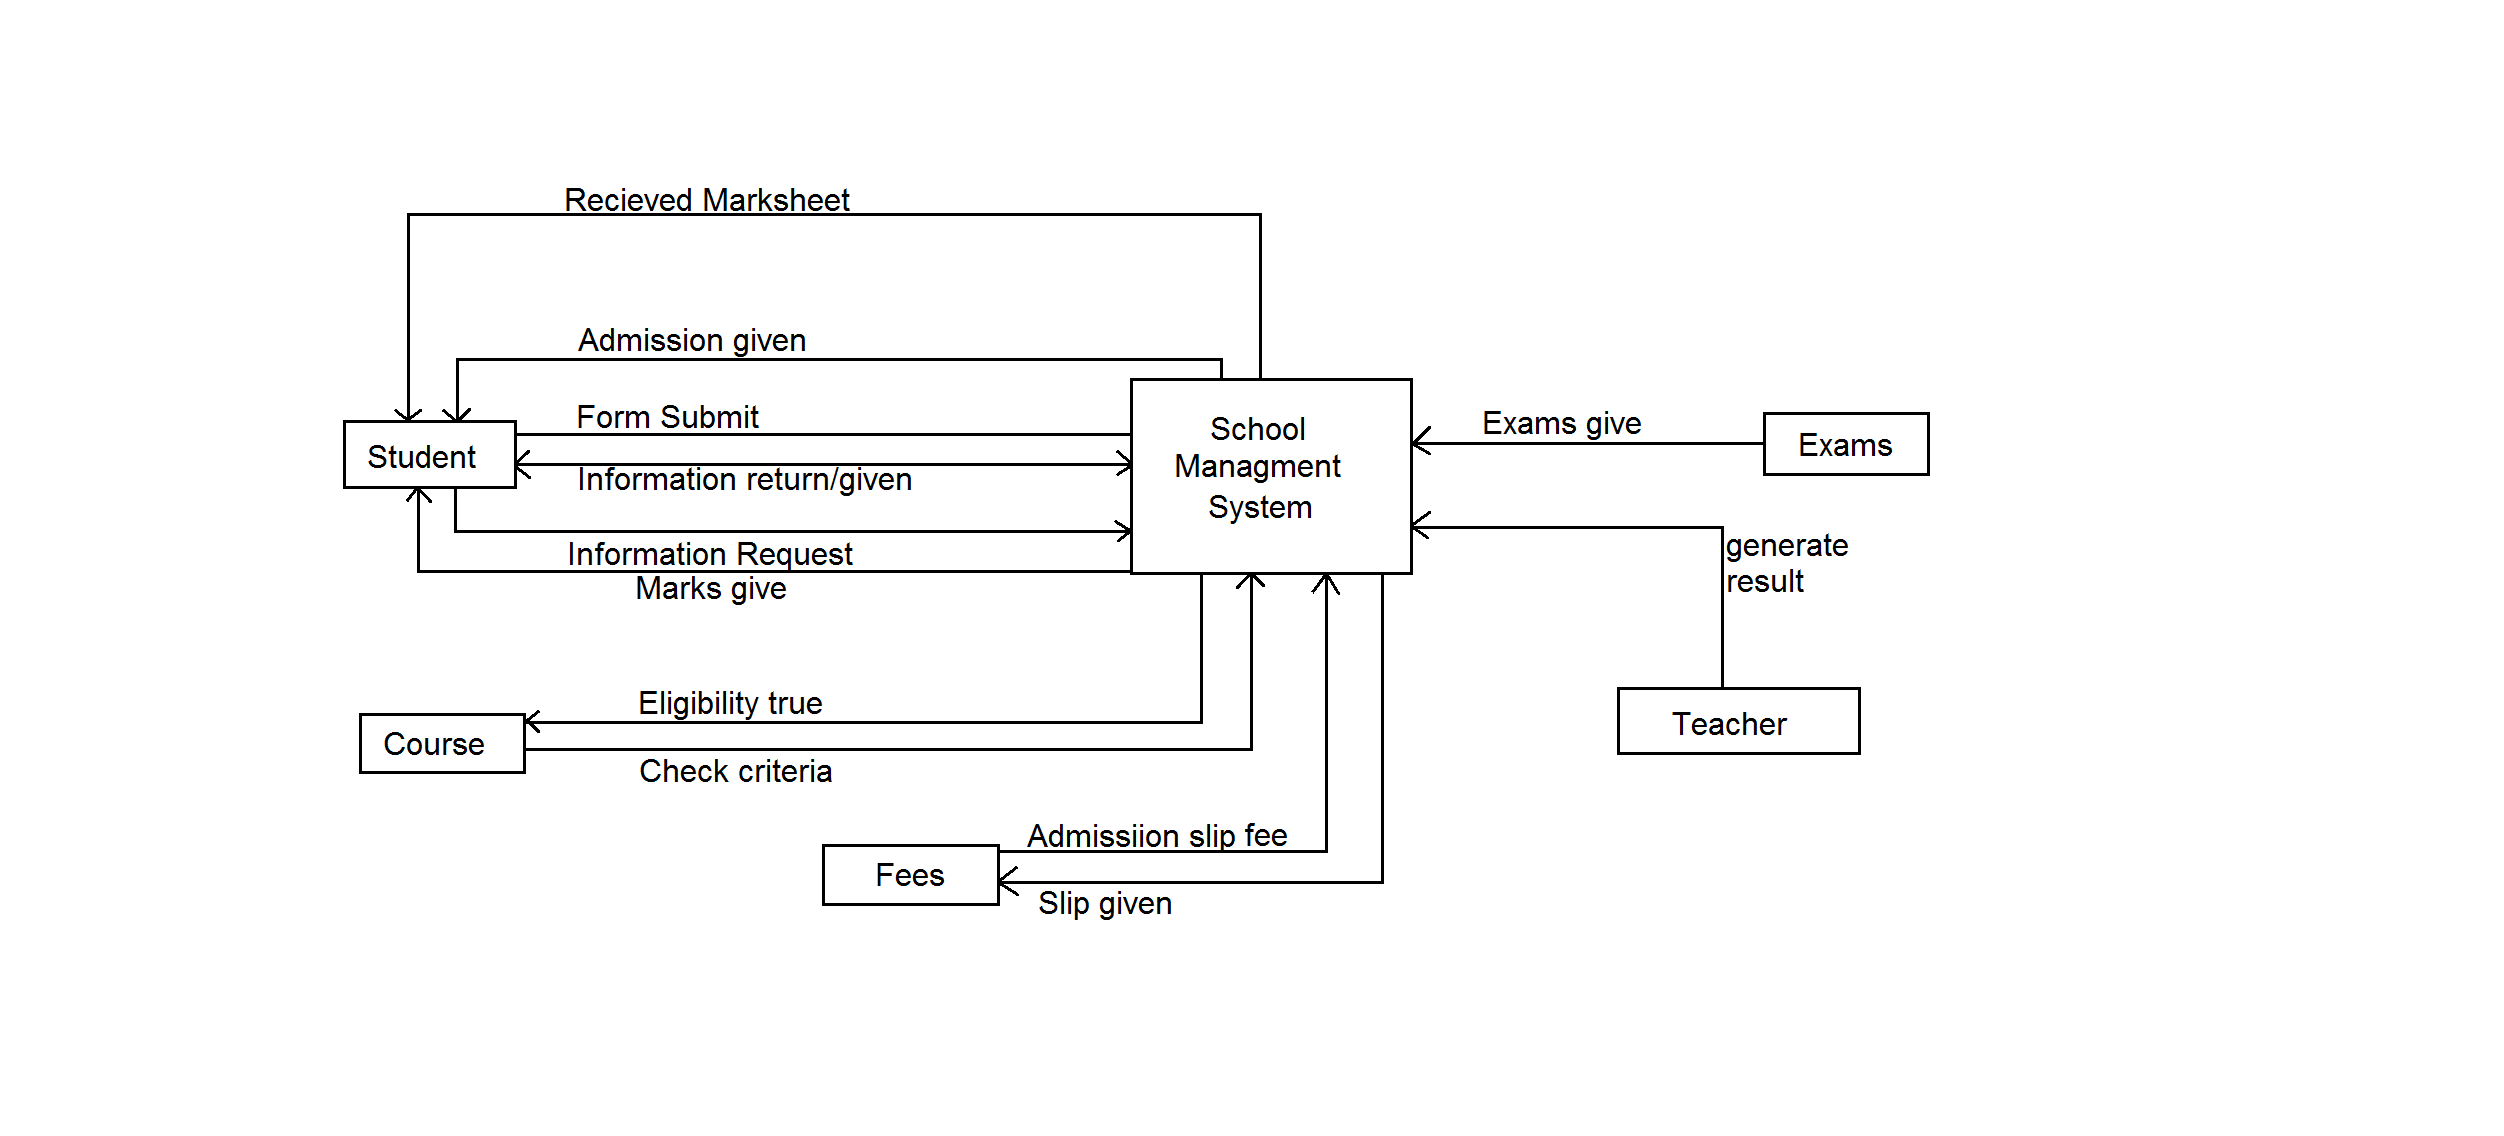 Recieved Marksheet
Admission given
Form Submit
Student
Information return/given
Information Request
Marks give
School
Managment
System
Exams give
Exams
generate
result
Teacher
Eligibility true
Course
Check criteria
Admissiion slip fee
Fees
Slip given